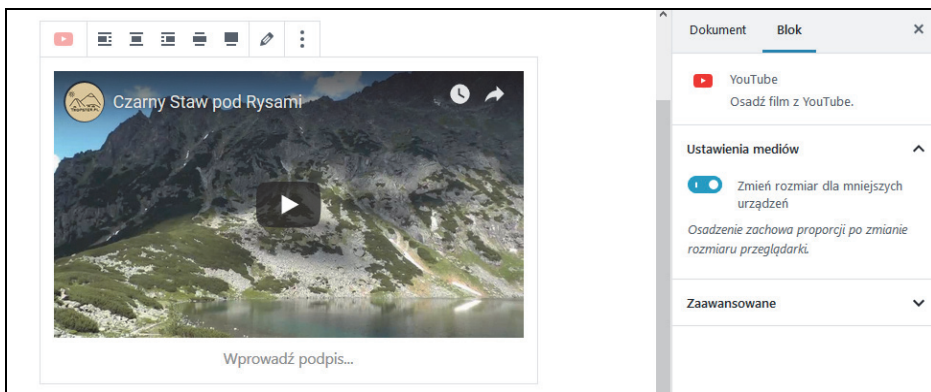 Dokument Blok
YouTube
Osadź film z YouTube.
Ustawienia mediów
Zmień rozmiar dla mniejszych
urządzeń
Osadzenie zachowa proporcji po zmianie
rozmiaru przeglądarki.
Zaawansowane
Czarny Staw pod Rysami
Wprowadź podpis...